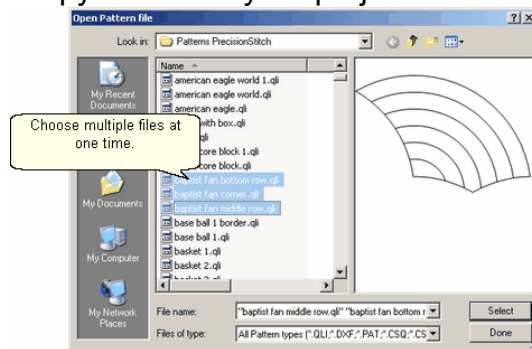 Open Pattern file
Look in: Patterns PrecisionStitch
My Recent
Documents
My Documents
My Computer
My Network
Places
Choose multiple files at
one time.
Name
american eagle world 1.qli
american eagle world.qli
american eagle.qli
with box.qli
qli
core block 1.qli
core block.qli
baptist fan bottom row.qli
baptist fan corner.qli
baptist fan middle row.qli
base ball 1 border.qli
base ball 1.qli
basket 1.qli
basket 2.qli
File name: "baptist fan middle row.qli" "baptist fan bottom r
Select
Files of type: All Pattern types (*.QLI;*.DXF;*.PAT;*.CSQ;*.CS
Done